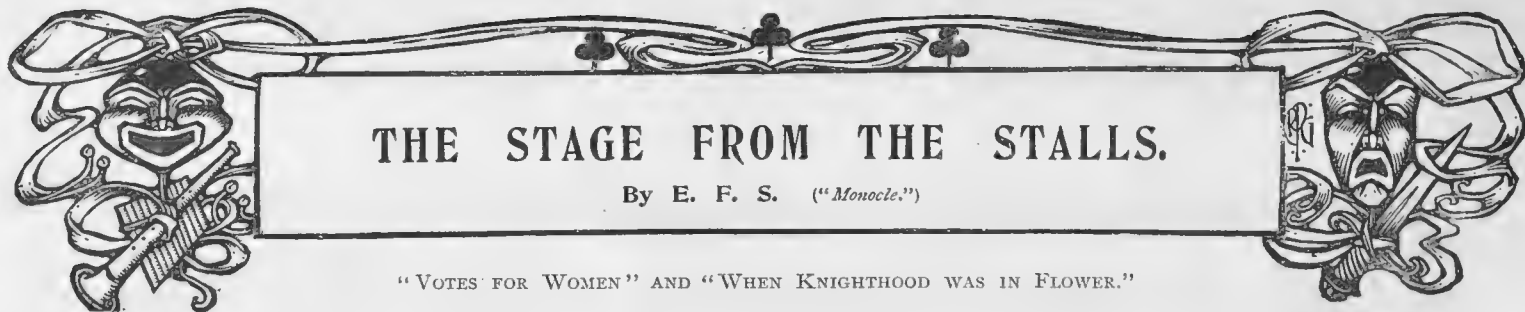 THE STAGE FROM THE STALLS.
By E. F. S. ("Monocle.")
"VOTES FOR WOMEN" AND "WHEN KNIGHTHOOD WAS IN FLOWER."